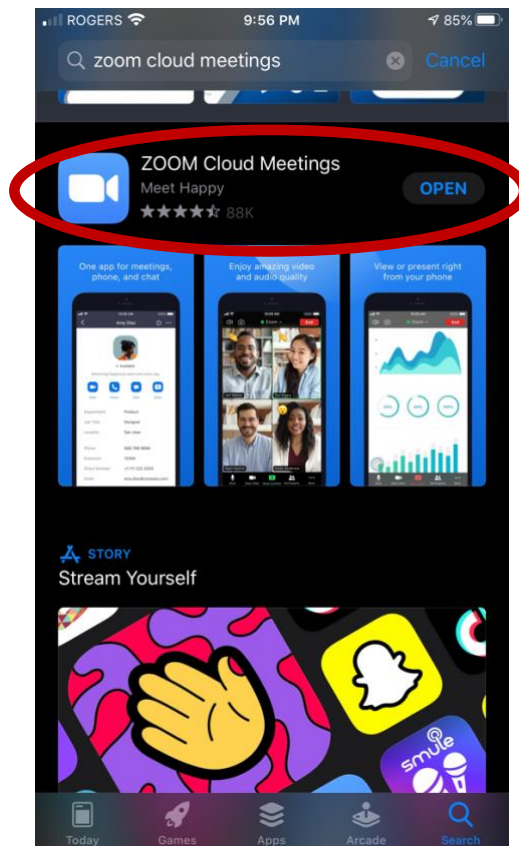 ROGERS 9:56 PM 85%
zoom cloud meetings Cancel
ZOOM Cloud Meetings
Meet Happy
OPEN
88K
One app for meetings,
phone, and chat
Enjoy amazing video
and audio quality
View or present right
from your phone
STORY
Stream Yourself
smule
Today Games Apps Arcade Search